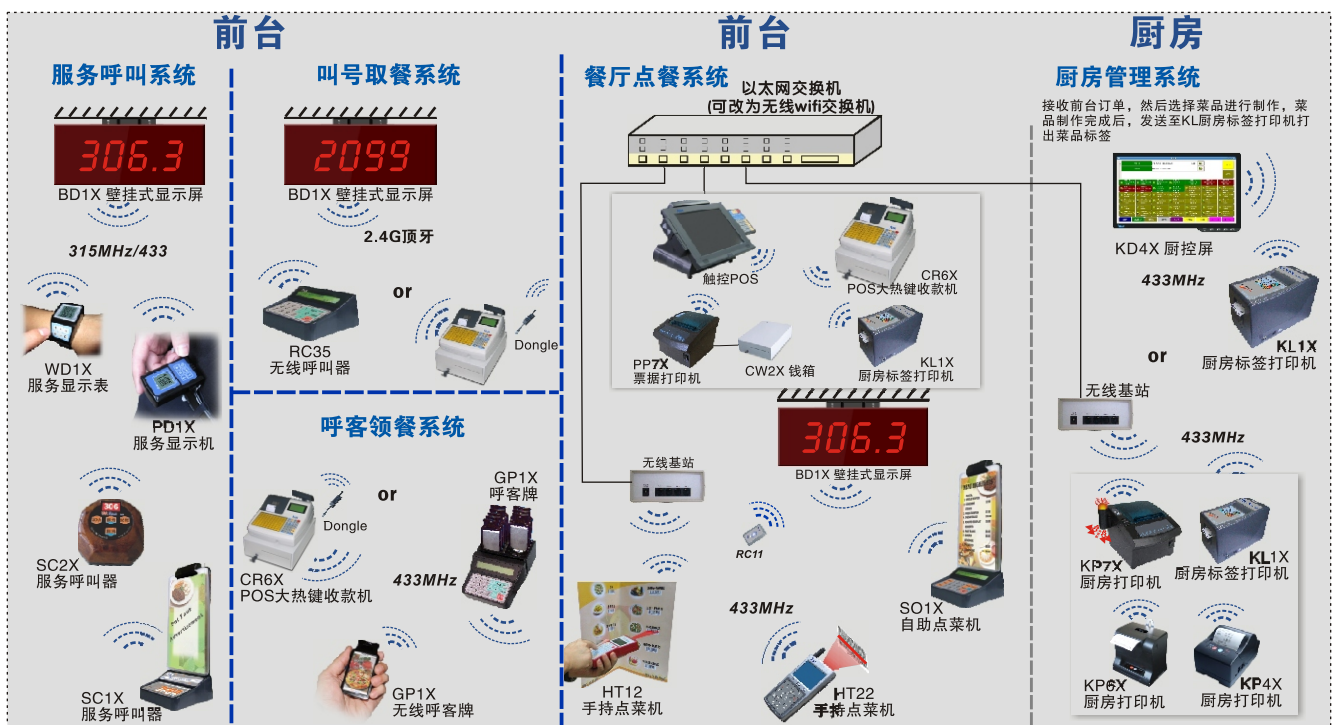 前台
前台
厨房
服务呼叫系统
306.3
BD1X 壁挂式显示屏
315MHz/433
WD1X
服务显示表
PD1X
服务显示机
306
SC2X
服务呼叫器
SC1X
服务呼叫器
叫号取餐系统
2099
BD1X 壁挂式显示屏
2.4G顶牙
RC35
无线呼叫器
or
Dongle
呼客领餐系统
Dongle
CR6X
POS大热键收款机
or
GP1X
呼客牌
433MHz
GP1X
无线呼客牌
餐厅点餐系统
以太网交换机
(可改为无线wifi交换机)
触控POS
CR6X
POS大热键收款机
PP7X
票据打印机
CW2X 钱箱
KL1X
厨房标签打印机
306.3
BD1X 壁挂式显示屏
无线基站
RC11
433MHz
SO1X
自助点菜机
HT12
手持点菜机
HT22
手持点菜机
厨房管理系统
接收前台订单，然后选择菜品进行制作，菜
品制作完成后，发送至KL厨房标签打印机打
出菜品标签
KD4X 厨控屏
433MHz
KL1X
厨房标签打印机
or
无线基站
433MHz
KP7X
厨房打印机
KL1X
厨房标签打印机
KP6X
厨房打印机
KP4X
厨房打印机